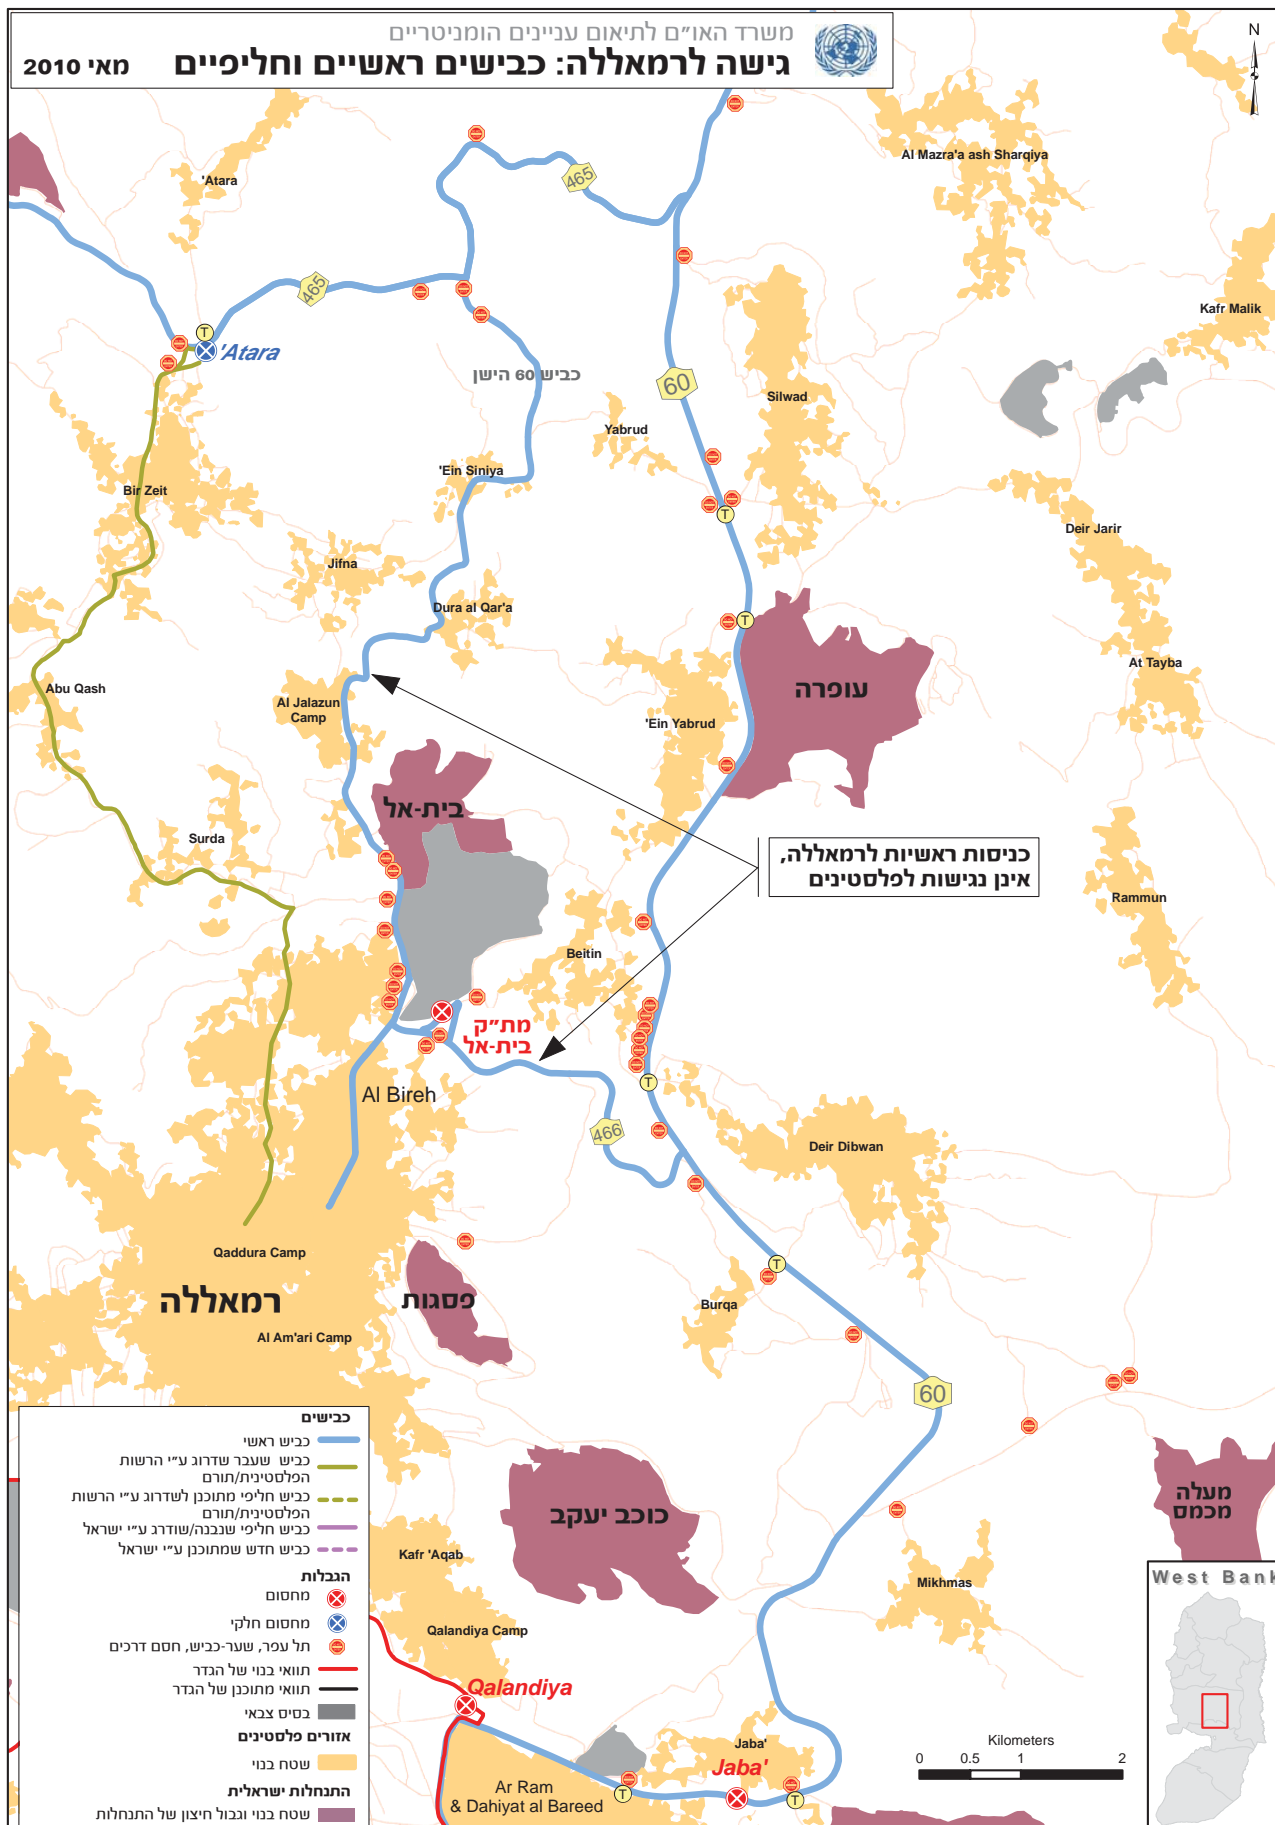 משרד האו״ם לתיאום עניינים הומניטריים
גישה לרמאללה: כבישים ראשיים וחליפיים
מאי 2010
N
Al Mazra'a ash Sharqiya
'Atara
465
465
Kafr Malik
T
'Atara
כביש 60 הישן
60
Silwad
Yabrud
'Ein Siniya
Bir Zeit
T
Deir Jarir
Jifna
Dura al Qar'a
T
At Tayba
Abu Qash
עופרה
Al Jalazun
Camp
'Ein Yabrud
בית-אל
Surda
כניסות ראשיות לרמאללה,
אינן נגישות לפלסטינים
Rammun
Beitin
מת״ק
בית-אל
T
Al Bireh
466
Deir Dibwan
Qaddura Camp
T
רמאללה
פסגות
Burqa
Al Am'ari Camp
60
מעלה
מכמס
כוכב יעקב
Kafr 'Aqab
Mikhmas
Qalandiya Camp
Qalandiya
Jaba'
Jaba'
Ar Ram
& Dahiyat al Bareed
T
T
כבישים
כביש ראשי
כביש שעבר שדרוג ע״י הרשות
הפלסטינית/תורם
כביש חליפי מתוכנן לשדרוג ע״י הרשות
הפלסטינית/תורם
כביש חליפי שנבנה/שודרג ע״י ישראל
כביש חדש שמתוכנן ע״י ישראל
הגבלות
מחסום
מחסום חלקי
תל עפר, שער-כביש, חסם דרכים
תוואי בנוי של הגדר
תוואי מתוכנן של הגדר
בסיס צבאי
אזורים פלסטינים
שטח בנוי
התנחלות ישראלית
שטח בנוי וגבול חיצון של התנחלות
Kilometers
0 0.5 1 2
West Bank